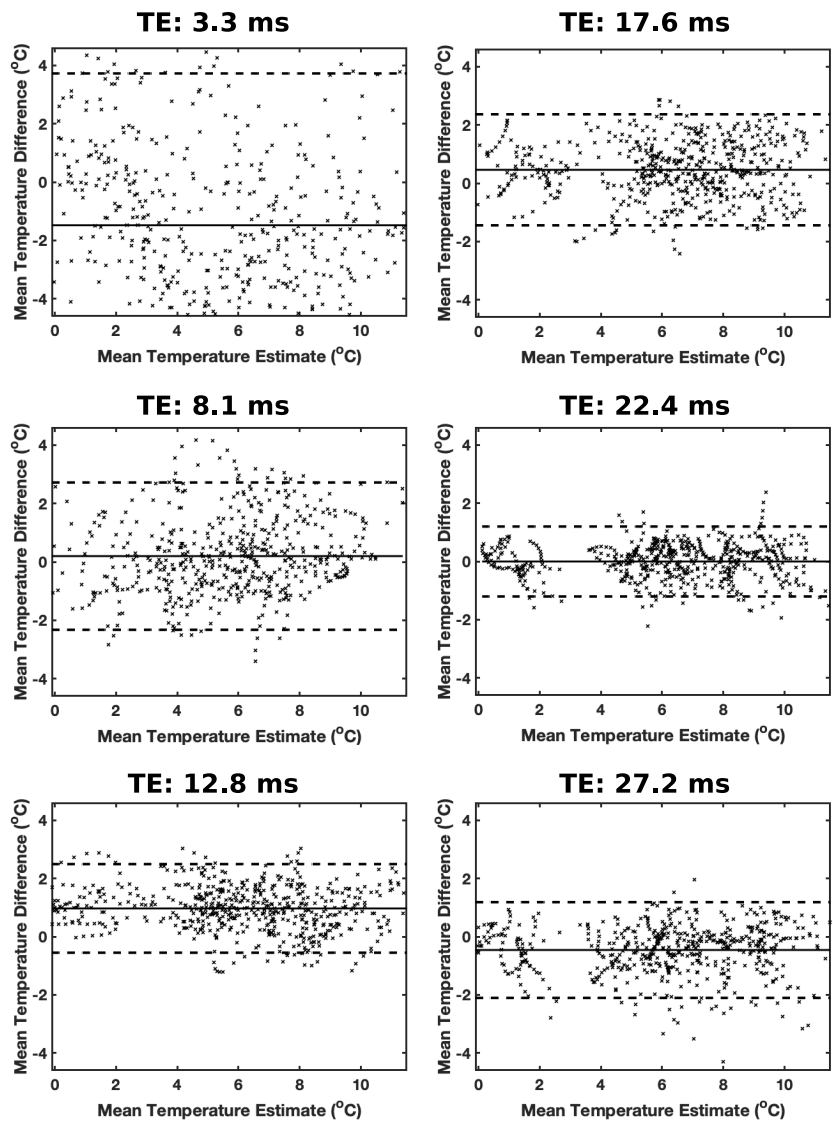 TE: 3.3 ms
Mean Temperature Difference (°C)
4
2
0
-2
-4
0 2 4 6 8 10
Mean Temperature Estimate (°C)
TE: 17.6 ms
Mean Temperature Difference (°C)
4
2
0
-2
-4
0 2 4 6 8 10
Mean Temperature Estimate (°C)
TE: 8.1 ms
Mean Temperature Difference (°C)
4
2
0
-2
-4
0 2 4 6 8 10
Mean Temperature Estimate (°C)
TE: 22.4 ms
Mean Temperature Difference (°C)
4
2
0
-2
-4
0 2 4 6 8 10
Mean Temperature Estimate (°C)
TE: 12.8 ms
Mean Temperature Difference (°C)
4
2
0
-2
-4
0 2 4 6 8 10
Mean Temperature Estimate (°C)
TE: 27.2 ms
Mean Temperature Difference (°C)
4
2
0
-2
-4
0 2 4 6 8 10
Mean Temperature Estimate (°C)